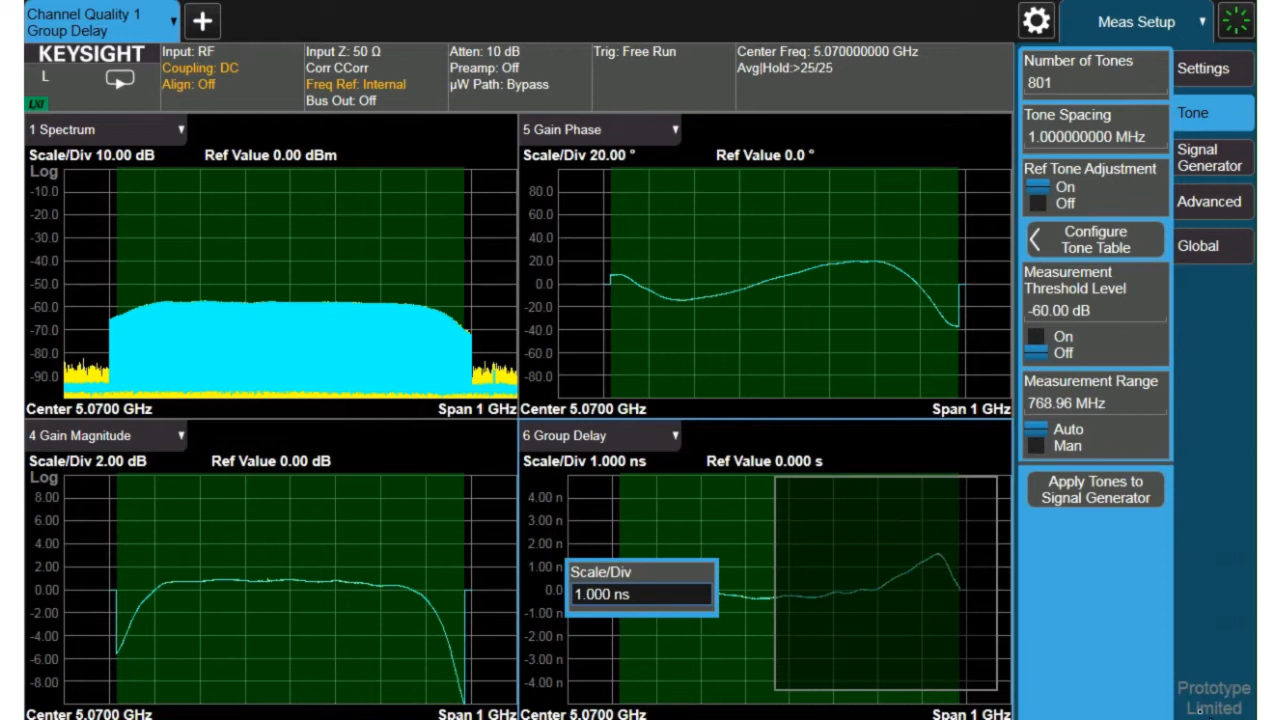 Channel Quality 1
Group Delay
Meas Setup
KEYSIGHT
L
LXI
Input: RF
Coupling: DC
Align: Off
Input Z: 50 Ω
Corr CCorr
Freq Ref: Internal
Bus Out: Off
Atten: 10 dB
Preamp: Off
µW Path: Bypass
Trig: Free Run
Center Freq: 5.070000000 GHz
Avg|Hold:>25/25
1 Spectrum
Scale/Div 10.00 dB
Ref Value 0.00 dBm
Log
-10.0
-20.0
-30.0
-40.0
-50.0
-60.0
-70.0
-80.0
-90.0
Center 5.0700 GHz
Span 1 GHz
5 Gain Phase
Scale/Div 20.00 °
Ref Value 0.0 °
80.0
60.0
40.0
20.0
0.0
-20.0
-40.0
-60.0
-80.0
Center 5.0700 GHz
Span 1 GHz
4 Gain Magnitude
Scale/Div 2.00 dB
Ref Value 0.00 dB
Log
8.00
6.00
4.00
2.00
0.00
-2.00
-4.00
-6.00
-8.00
Center 5.0700 GHz
Span 1 GHz
6 Group Delay
Scale/Div 1.000 ns
Ref Value 0.000 s
4.00 n
3.00 n
2.00 n
1.00 n
0.0
-1.00 n
-2.00 n
-3.00 n
-4.00 n
Scale/Div
1.000 ns
Center 5.0700 GHz
Span 1 GHz
Number of Tones
801
Tone Spacing
1.000000000 MHz
Ref Tone Adjustment
On
Off
Configure
Tone Table
Measurement
Threshold Level
-60.00 dB
On
Off
Measurement Range
768.96 MHz
Auto
Man
Apply Tones to
Signal Generator
Settings
Tone
Signal
Generator
Advanced
Global
Prototype
Limited